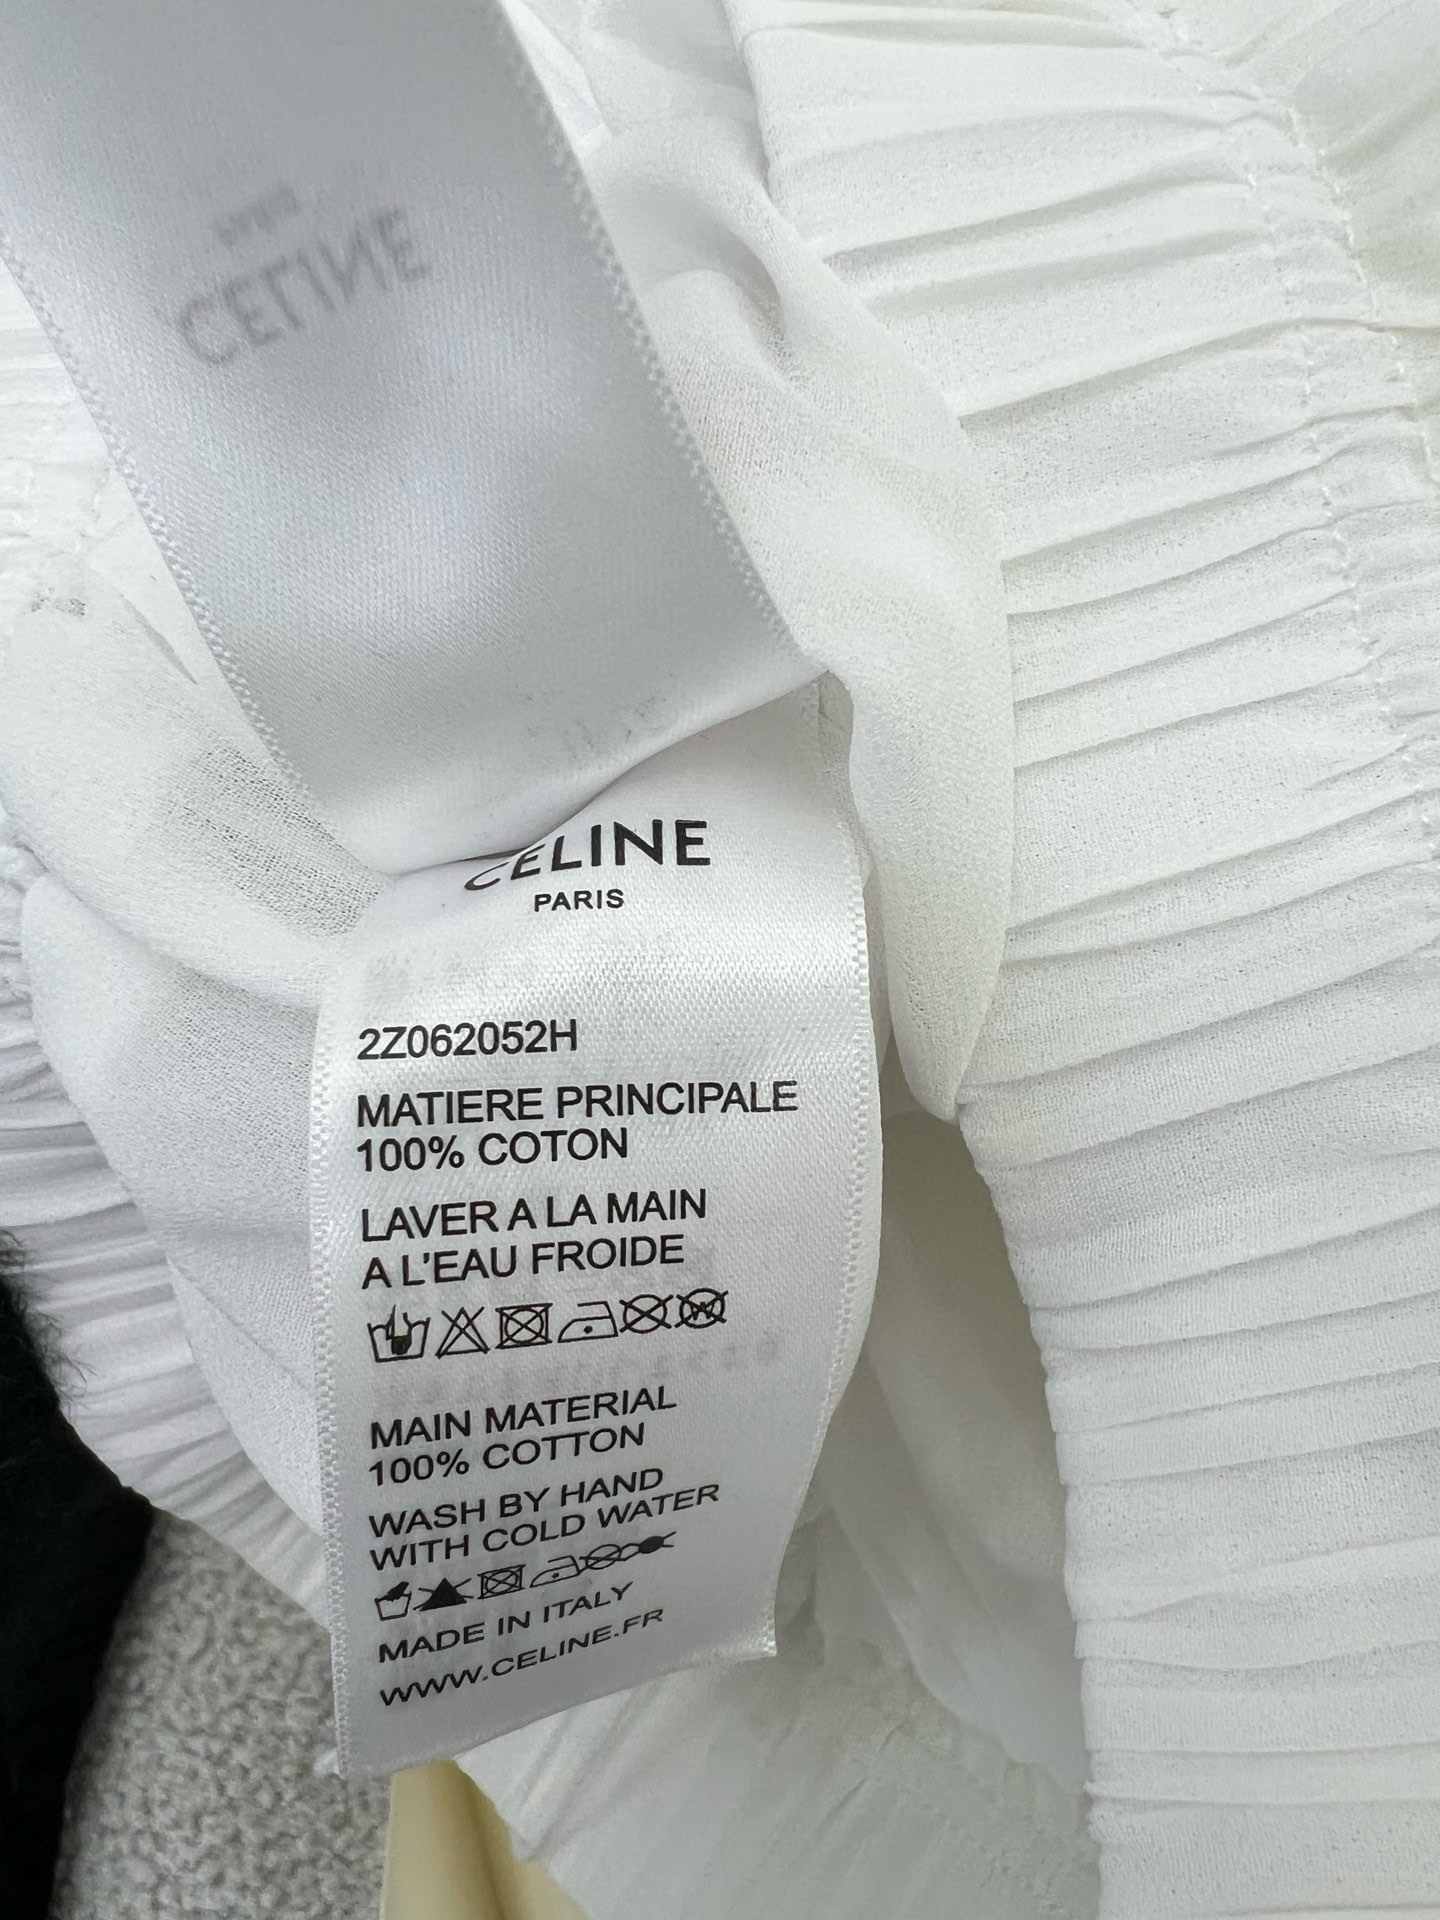 CELINE
CELINE
PARIS
2Z062052H
MATIERE PRINCIPALE
100% COTON
LAVER A LA MAIN
A L'EAU FROIDE
MAIN MATERIAL
100% COTTON
WASH BY HAND
WITH COLD WATER
MADE IN ITALY
WWW.CELINE.FR